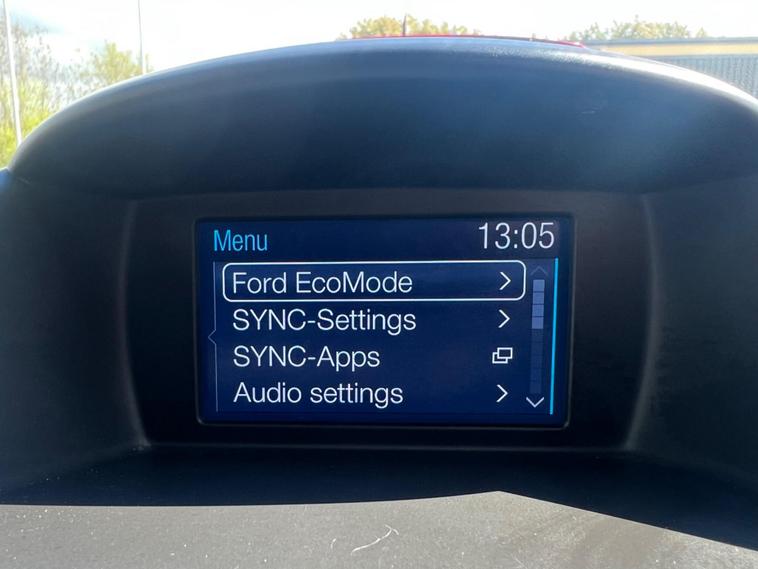 Menu 13:05
Ford EcoMode
SYNC-Settings
SYNC-Apps
Audio settings